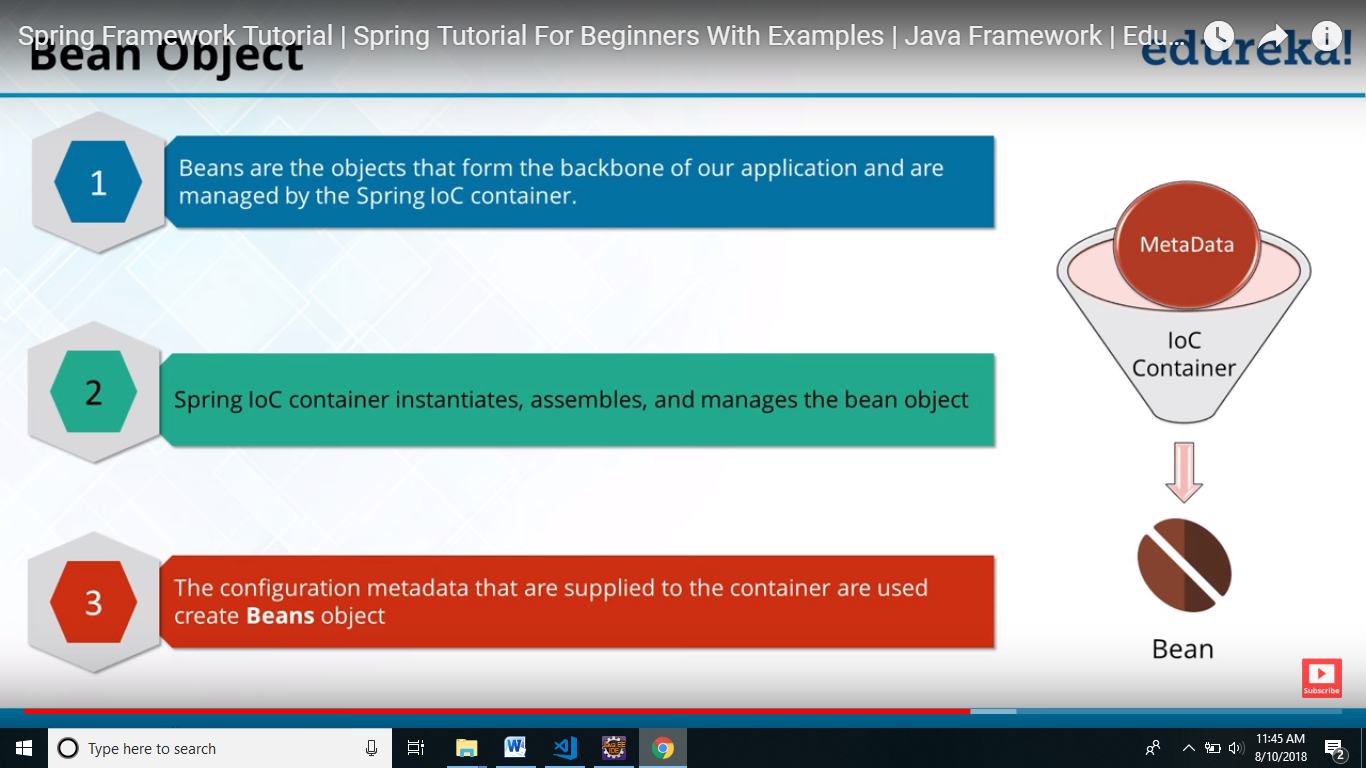 Spring Framework Tutorial | Spring Tutorial For Beginners With Examples | Java Framework | Edu...
Bean Object
edureka!
1
Beans are the objects that form the backbone of our application and are
managed by the Spring IoC container.
2
Spring IoC container instantiates, assembles, and manages the bean object
3
The configuration metadata that are supplied to the container are used
create Beans object
MetaData
IoC
Container
Bean
Subscribe
Type here to search
11:45 AM
8/10/2018
2